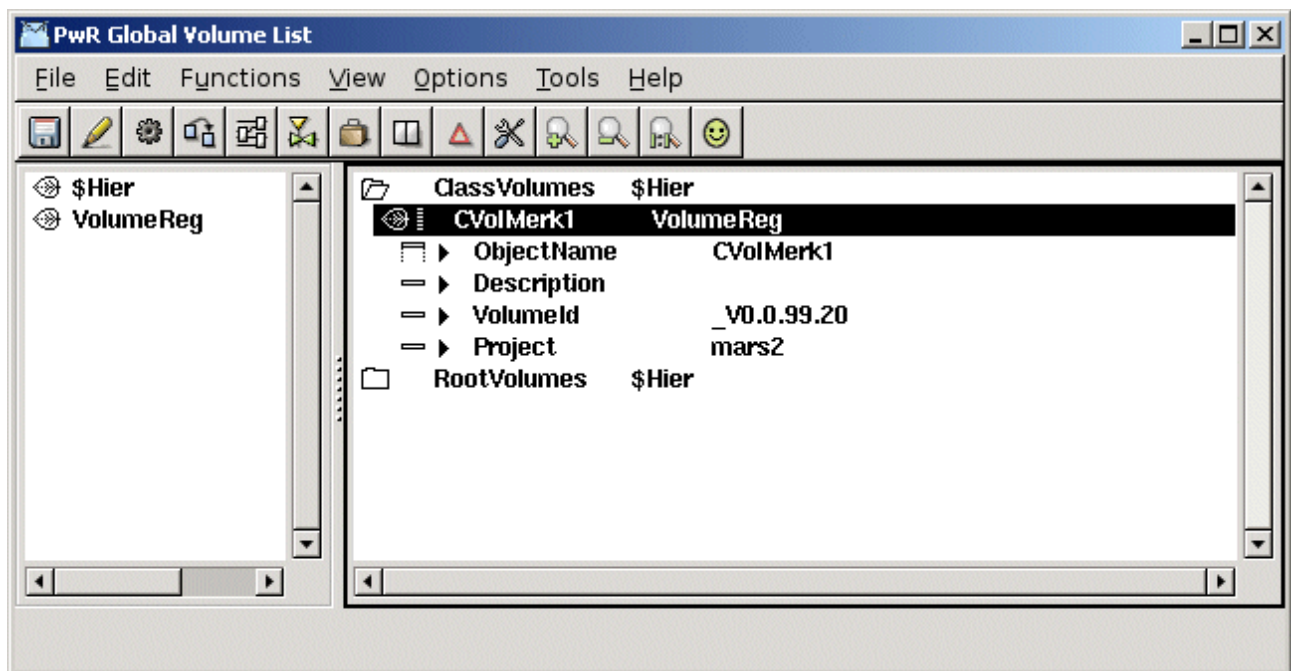 PwR Global Volume List
File Edit Functions View Options Tools Help
$Hier
VolumeReg
ClassVolumes $Hier
CVolMerk1 VolumeReg
ObjectName CVolMerk1
Description
VolumeId _V0.0.99.20
Project mars2
RootVolumes $Hier